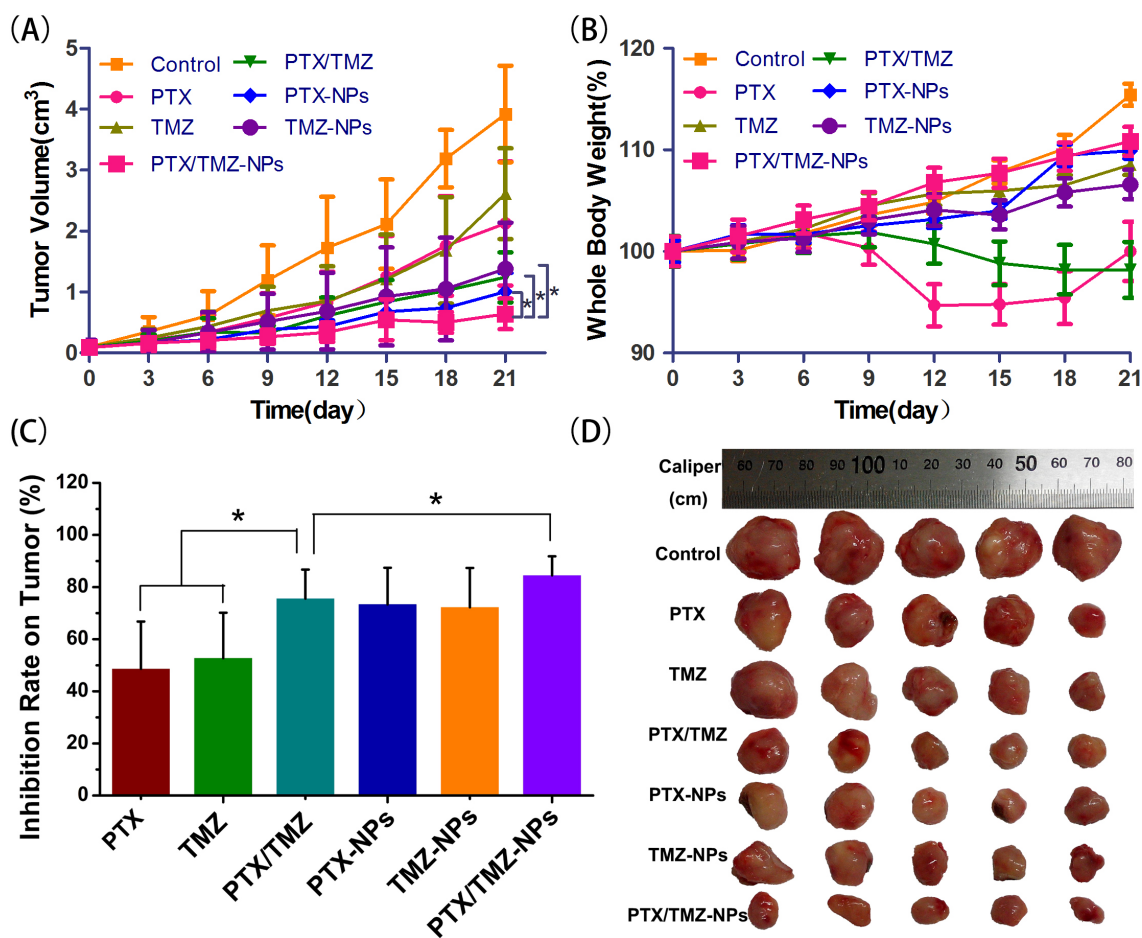 (A)
Tumor Volume(cm3)
5
4
3
2
1
0
Control
PTX/TMZ
PTX
PTX-NPs
TMZ
TMZ-NPs
PTX/TMZ-NPs
*
*
*
0 3 6 9 12 15 18 21
Time(day)
(B)
Whole Body Weight(%)
120
110
100
90
Control
PTX/TMZ
PTX
PTX-NPs
TMZ
TMZ-NPs
PTX/TMZ-NPs
0 3 6 9 12 15 18 21
Time(day)
(C)
Inhibition Rate on Tumor (%)
120
100
80
60
40
20
0
*
*
PTX
TMZ
PTX/TMZ
PTX-NPs
TMZ-NPs
PTX/TMZ-NPs
(D)
Caliper
(cm)
60 70 80 90 100 10 20 30 40 50 60 70 80
Control
PTX
TMZ
PTX/TMZ
PTX-NPs
TMZ-NPs
PTX/TMZ-NPs